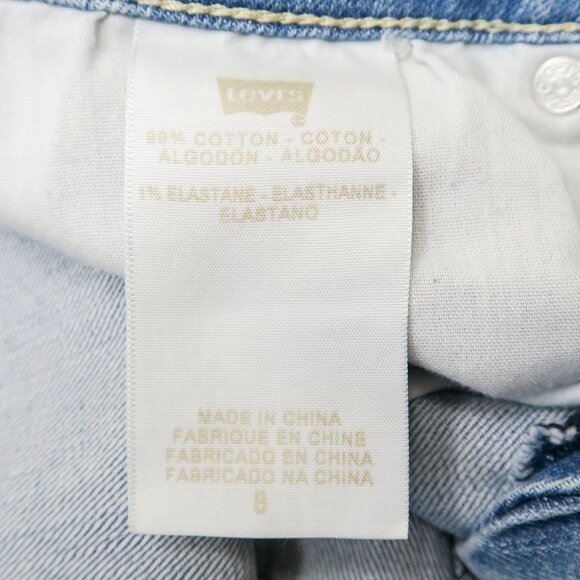 Levi's
®
99% COTTON - COTON -
ALGODÓN - ALGODÃO
1% ELASTANE - ELASTHANNE -
ELASTANO
MADE IN CHINA
FABRIQUE EN CHINE
FABRICADO EN CHINA
FABRICADO NA CHINA
8